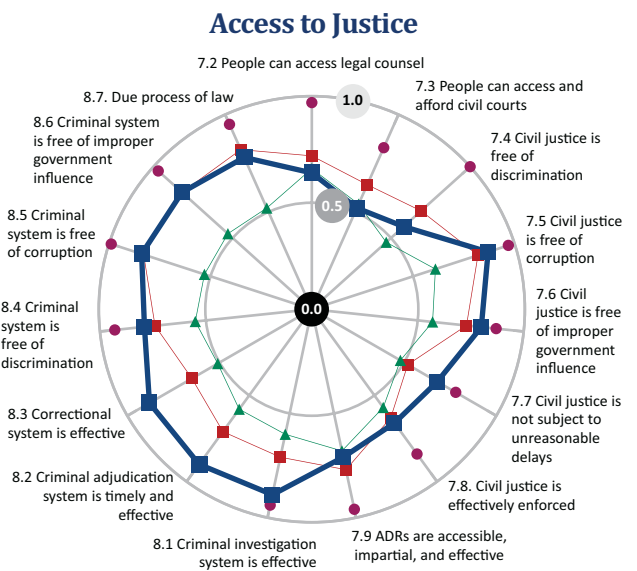 Access to Justice
7.2 People can access legal counsel
1.0
7.3 People can access and
afford civil courts
7.4 Civil justice is
free of
discrimination
0.5
7.5 Civil justice
is free of
corruption
0.0
7.6 Civil
justice is free
of improper
government
influence
7.7 Civil justice is
not subject to
unreasonable
delays
7.8. Civil justice is
effectively enforced
7.9 ADRs are accessible,
impartial, and effective
8.1 Criminal investigation
system is effective
8.2 Criminal adjudication
system is timely and
effective
8.3 Correctional
system is effective
8.4 Criminal
system is
free of
discrimination
8.5 Criminal
system is free
of corruption
8.6 Criminal system
is free of improper
government
influence
8.7. Due process of law